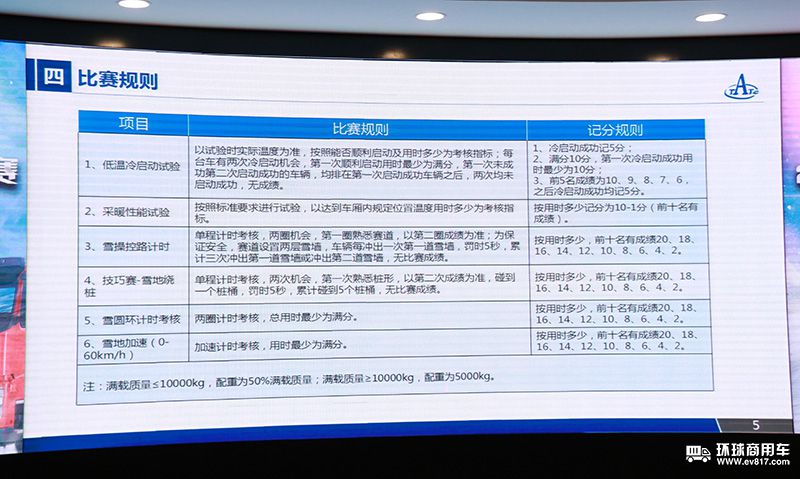 四 比赛规则
TATC
赛
项目 比赛规则 记分规则
1、低温冷启动试验
以试验时实际温度为准，按照能否顺利启动及用时多少为考核指标；每
台车有两次冷启动机会，第一次顺利启动用时最少为满分，第一次未成
功第二次启动成功的车辆，均排在第一次启动成功车辆之后，两次均未
启动成功，无成绩。
1、冷启动成功记5分；
2、满分10分，第一次冷启动成功用
时最少为10分；
3、前5名成绩为10、9、8、7、6，
之后冷启动成功均记5分。
2、采暖性能试验
按照标准要求进行试验，以达到车厢内规定位置温度用时多少为考核指
标。
按用时多少记分为10-1分（前十名有
成绩）。
3、雪操控路计时
单程计时考核，两圈机会，第一圈熟悉赛道，以第二圈成绩为准，为保
证安全，赛道设置两层雪墙，车辆每冲出一次第一道雪墙，罚时5秒，累
计三次冲出第一道雪墙或冲出第二道雪墙，无比赛成绩。
按用时多少，前十名有成绩20、18、
16、14、12、10、8、6、4、2。
4、技巧赛-雪地绕
桩
单程计时考核，两次机会，第一次熟悉桩形，以第二次成绩为准，碰到
一个桩桶，罚时5秒，累计碰到5个桩桶，无比赛成绩。
按用时多少，前十名有成绩20、18、
16、14、12、10、8、6、4、2。
5、雪圆环计时考核
两圈计时考核，总用时最少为满分。
按用时多少，前十名有成绩20、18、
16、14、12、10、8、6、4、2。
6、雪地加速（0-
60km/h）
加速计时考核，用时最少为满分。
按用时多少，前十名有成绩20、18、
16、14、12、10、8、6、4、2。
注：满载质量≤10000kg，配重为50%满载质量；满载质量≥10000kg，配重为5000kg。
5
环球商用车
www.ev817.com